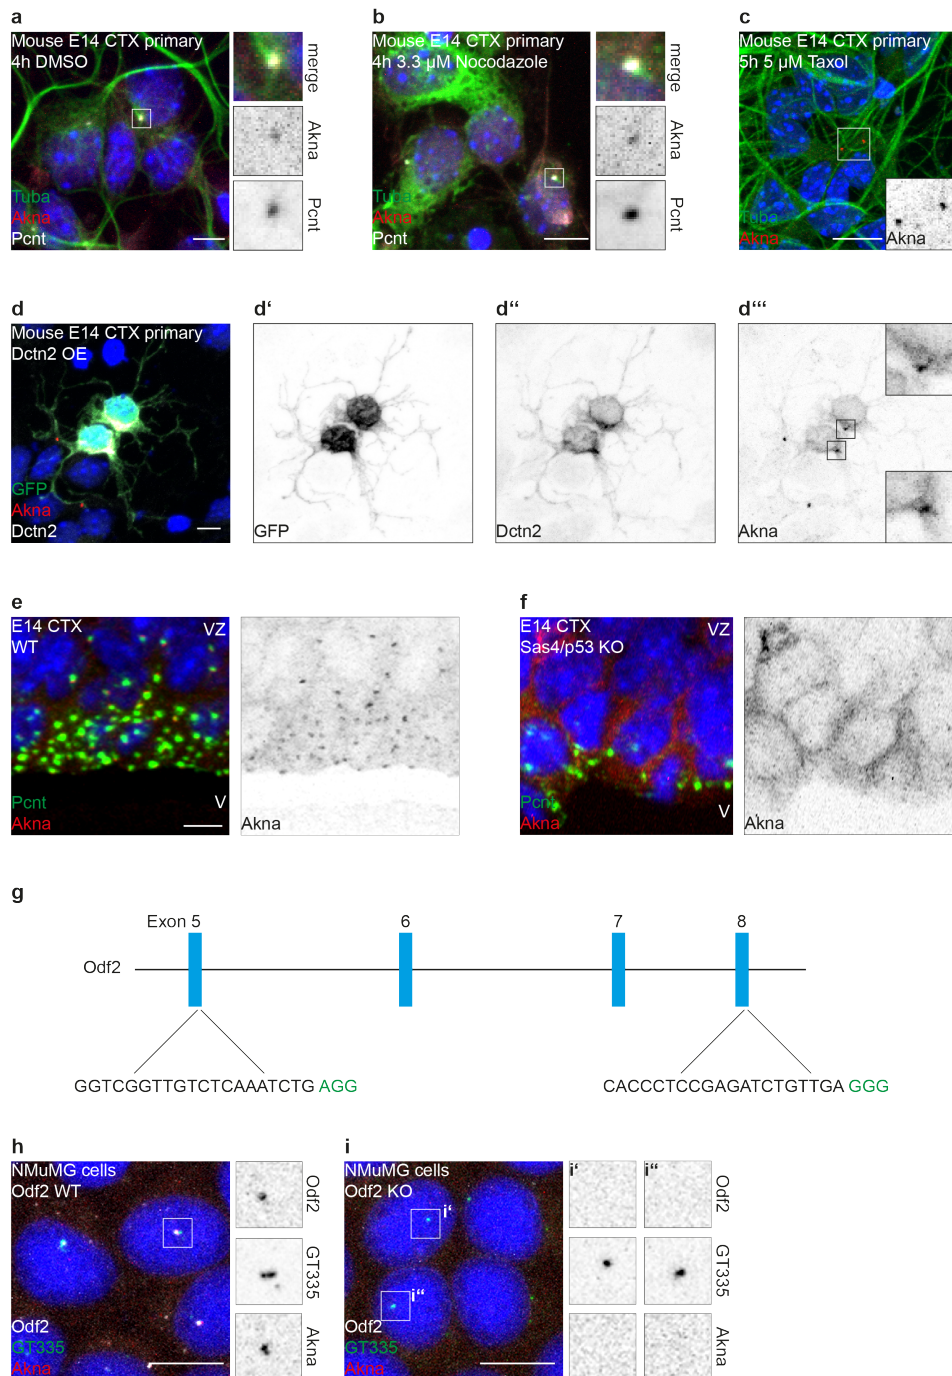 a
Mouse E14 CTX primary
4h DMSO
Tuba
Akna
Pcnt
merge
Akna
Pcnt
b
Mouse E14 CTX primary
4h 3.3 µM Nocodazole
Tuba
Akna
Pcnt
merge
Akna
Pcnt
c
Mouse E14 CTX primary
5h 5 µM Taxol
Tuba
Akna
Akna
d
Mouse E14 CTX primary
Dctn2 OE
GFP
Akna
Dctn2
d‘
GFP
d‘‘
Dctn2
d‘‘‘
Akna
e
E14 CTX
WT
VZ
Pcnt
Akna
V
Akna
f
E14 CTX
Sas4/p53 KO
VZ
Pcnt
Akna
V
Akna
g
Exon 5 6 7 8
Odf2
GGTCGGTTGTCTCAAATCTG AGG
CACCCTCCGAGATCTGTTGA GGG
h
NMuMG cells
Odf2 WT
Odf2
GT335
Akna
Odf2
GT335
Akna
i
NMuMG cells
Odf2 KO
i‘
i‘‘
Odf2
GT335
Akna
i‘
i‘‘
Odf2
GT335
Akna